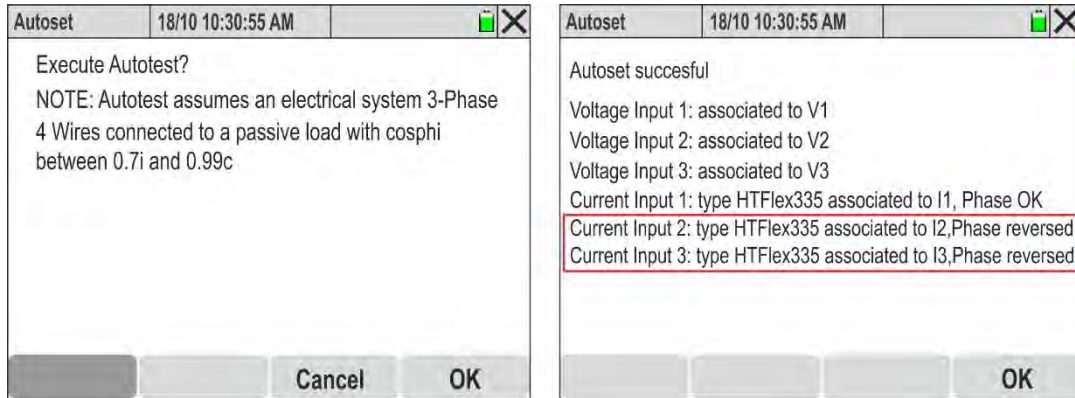 Autoset 18/10 10:30:55 AM
Execute Autotest?
NOTE: Autotest assumes an electrical system 3-Phase
4 Wires connected to a passive load with cosphi
between 0.7i and 0.99c
Cancel OK
Autoset 18/10 10:30:55 AM
Autoset succesful
Voltage Input 1: associated to V1
Voltage Input 2: associated to V2
Voltage Input 3: associated to V3
Current Input 1: type HTFlex335 associated to I1, Phase OK
Current Input 2: type HTFlex335 associated to I2,Phase reversed
Current Input 3: type HTFlex335 associated to I3,Phase reversed
OK